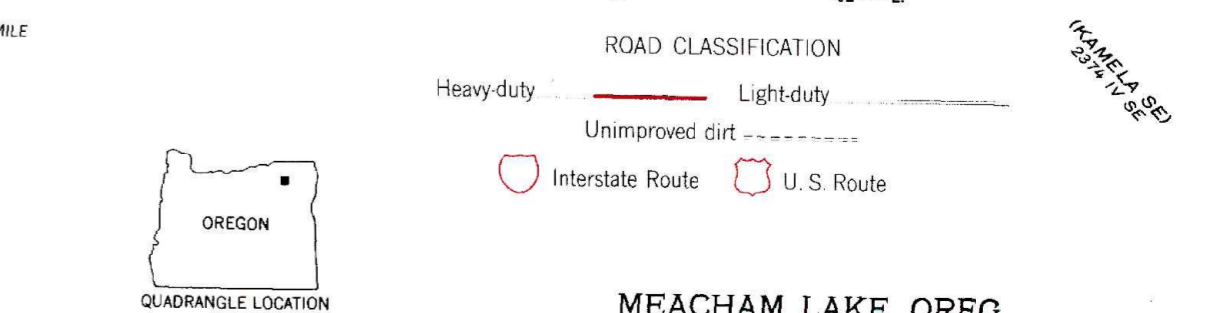 MILE
ROAD CLASSIFICATION
Heavy-duty Light-duty
Unimproved dirt
Interstate Route U. S. Route
(KAMELA SE)
2374 IV SE
OREGON
QUADRANGLE LOCATION
MEACHAM LAKE, OREG.